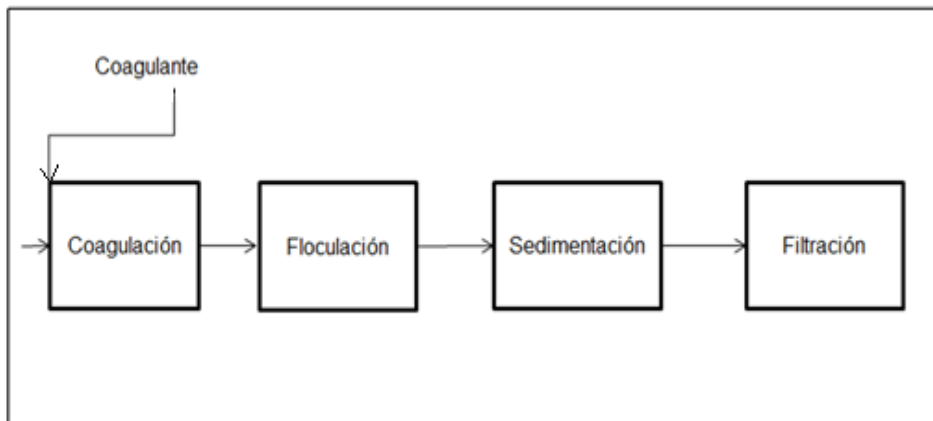 Coagulante
Coagulación
Floculación
Sedimentación
Filtración